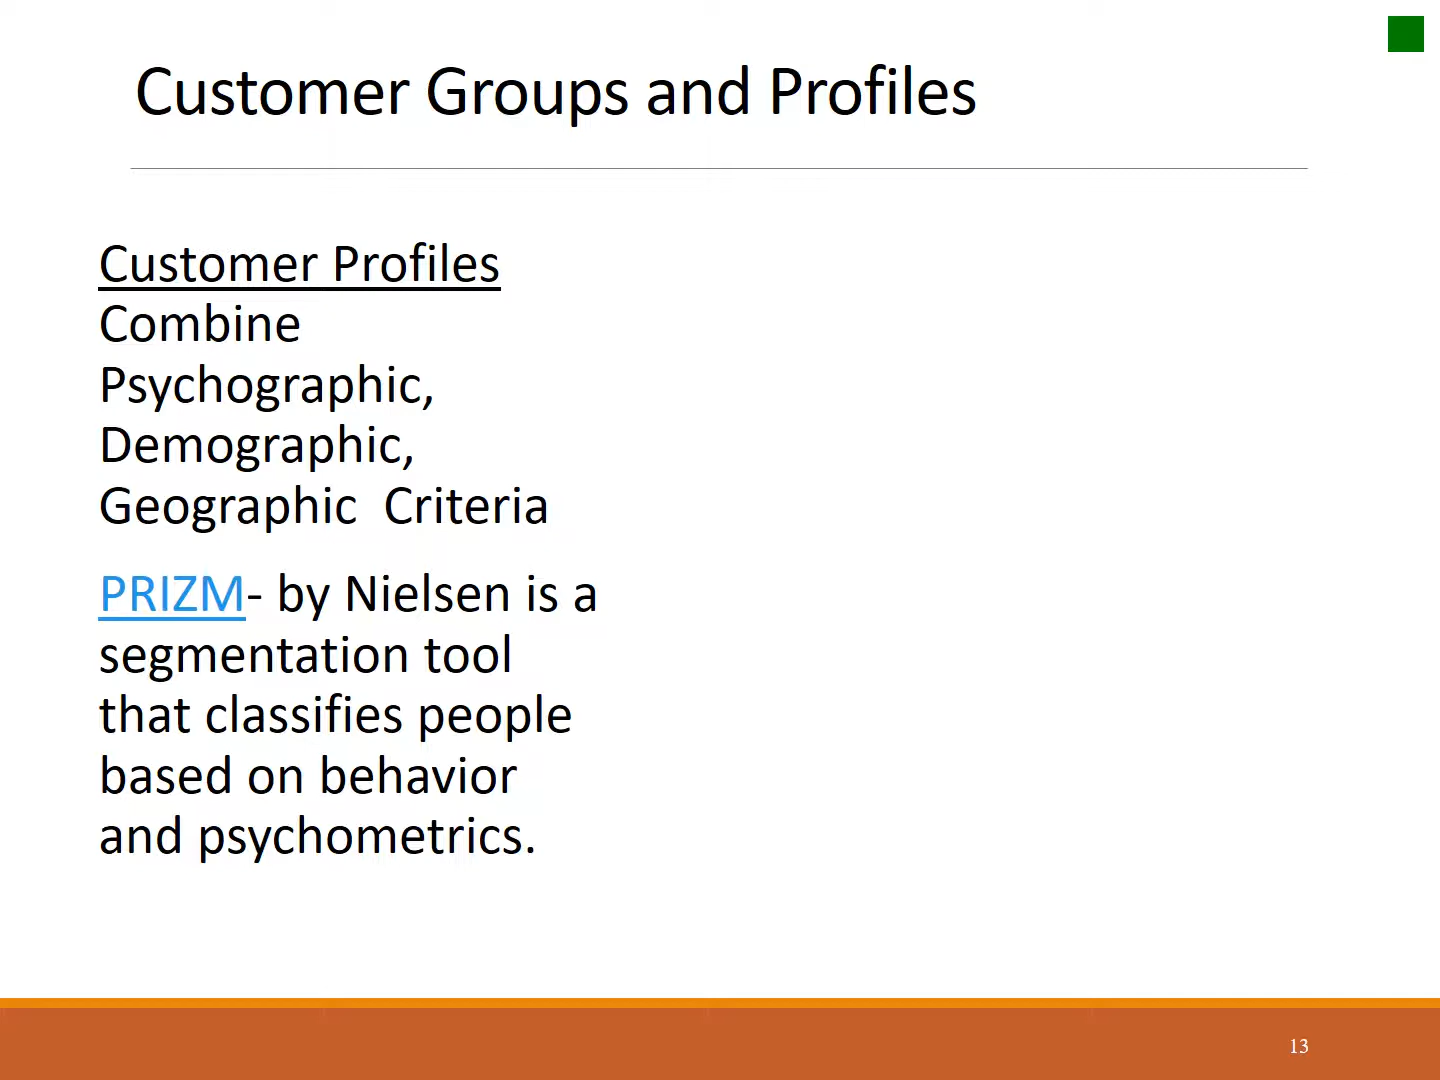 Customer Groups and Profiles
Customer Profiles
Combine
Psychographic,
Demographic,
Geographic  Criteria
PRIZM- by Nielsen is a
segmentation tool
that classifies people
based on behavior
and psychometrics.
13